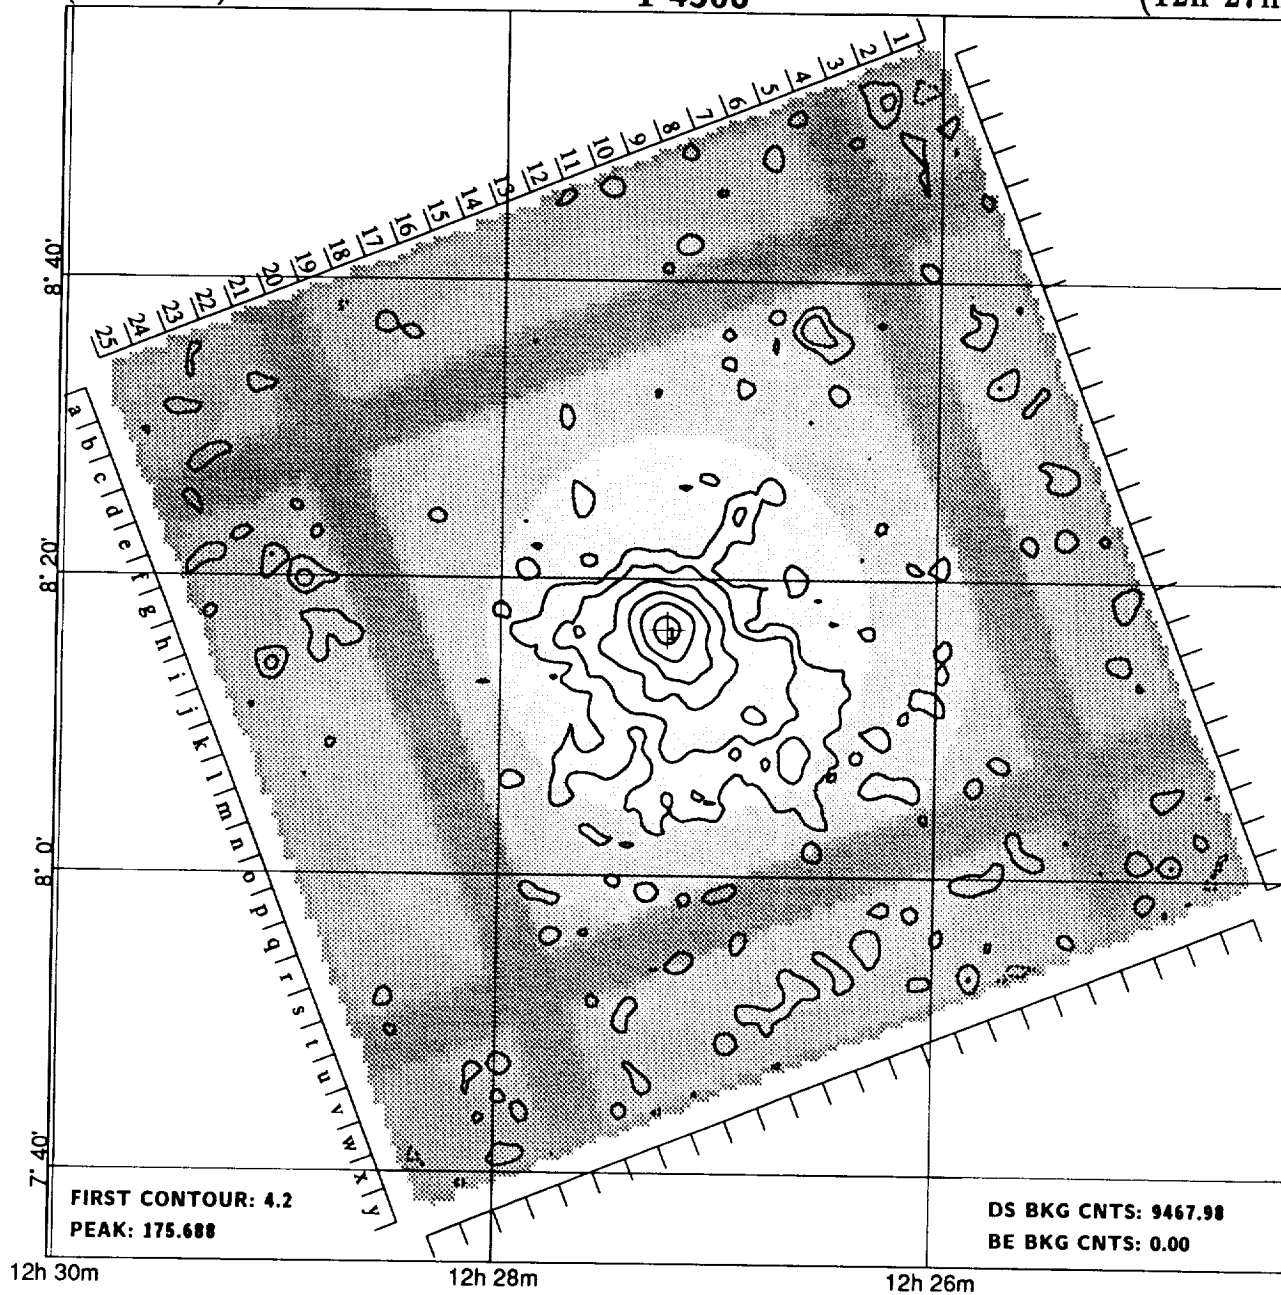 1 2 3 4 5 6 7 8 9 10 11 12 13 14 15 16 17 18 19 20 21 22 23 24 25
a b c d e f g h i j k l m n o p q r s t u v w x y
8° 40'
8° 20'
8° 0'
7° 40'
FIRST CONTOUR: 4.2
PEAK: 175.688
DS BKG CNTS: 9467.98
BE BKG CNTS: 0.00
12h 30m
12h 28m
12h 26m